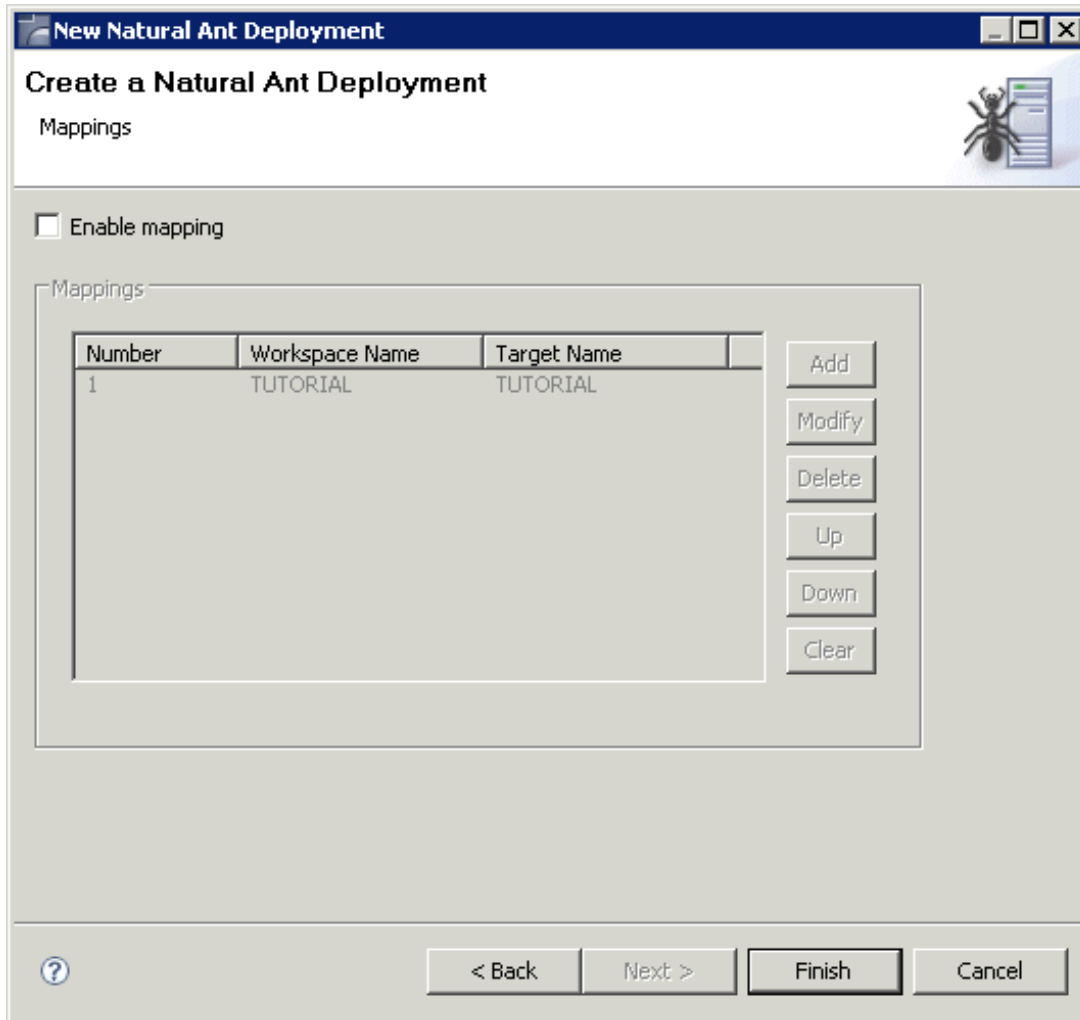 New Natural Ant Deployment
Create a Natural Ant Deployment
Mappings
Enable mapping
Mappings
Number Workspace Name Target Name
1 TUTORIAL TUTORIAL
Add
Modify
Delete
Up
Down
Clear
? < Back Next > Finish Cancel